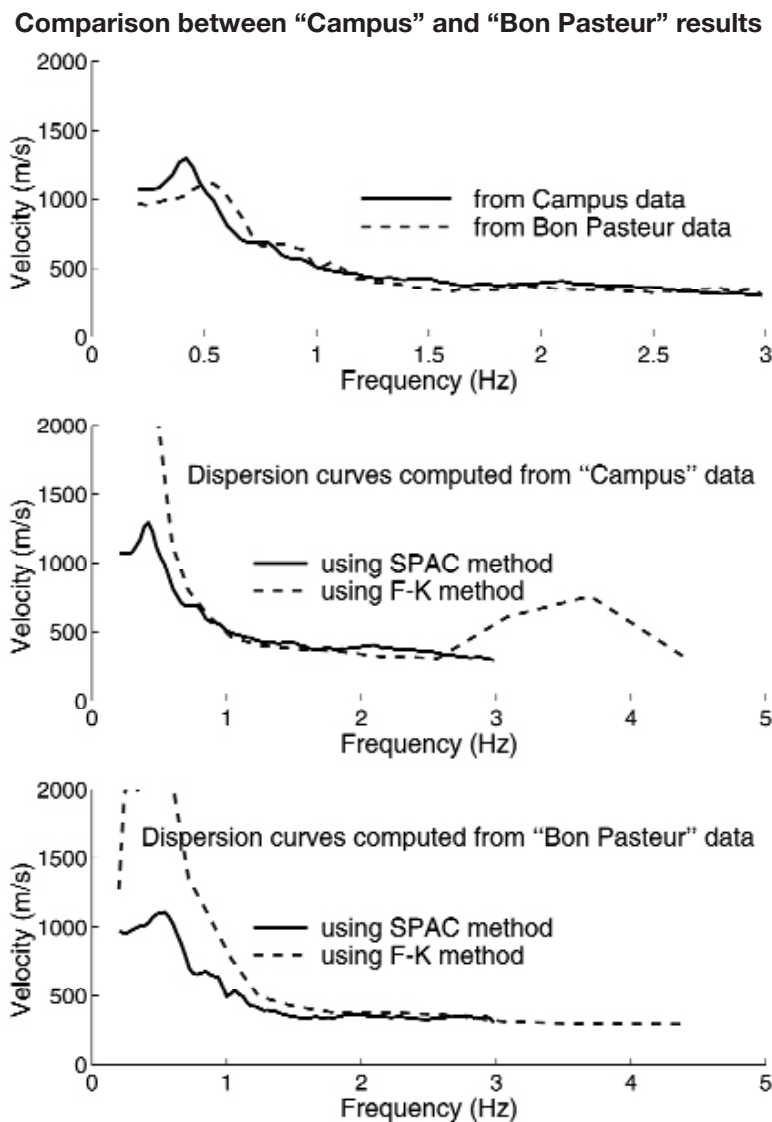 Comparison between “Campus” and “Bon Pasteur” results
2000
1500
1000
500
0
Velocity (m/s)
from Campus data
from Bon Pasteur data
0
0.5
1
1.5
2
2.5
3
Frequency (Hz)
2000
1500
1000
500
0
Velocity (m/s)
Dispersion curves computed from “Campus” data
using SPAC method
using F-K method
0
1
2
3
4
5
Frequency (Hz)
2000
1500
1000
500
0
Velocity (m/s)
Dispersion curves computed from “Bon Pasteur” data
using SPAC method
using F-K method
0
1
2
3
4
5
Frequency (Hz)